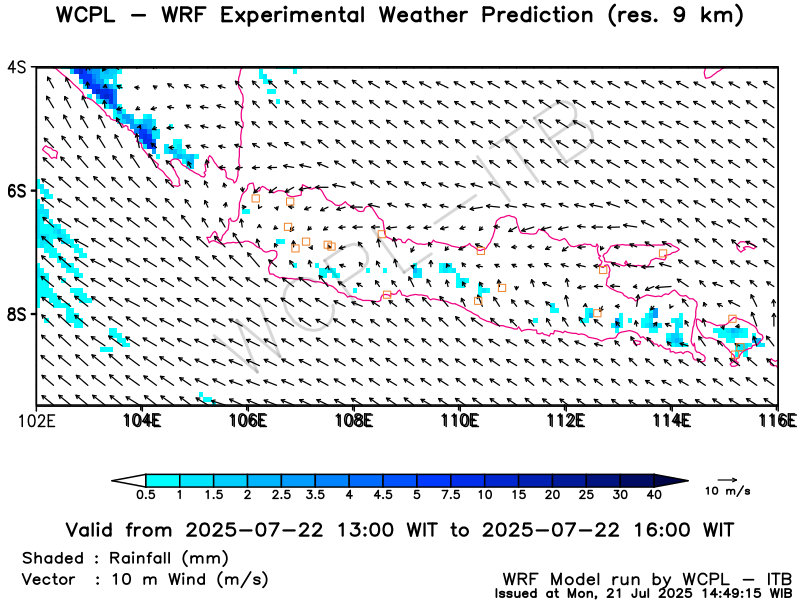 WCPL – WRF Experimental Weather Prediction (res. 9 km)
4S
6S
8S
WCPL–ITB
102E 104E 106E 108E 110E 112E 114E 116E
0.5 1 1.5 2 2.5 3.5 4 4.5 5 7.5 10 15 20 25 30 40
10 m/s
Valid from 2025-07-22 13:00 WIT to 2025-07-22 16:00 WIT
Shaded : Rainfall (mm)
Vector : 10 m Wind (m/s)
WRF Model run by WCPL – ITB
Issued at Mon, 21 Jul 2025 14:49:15 WIB